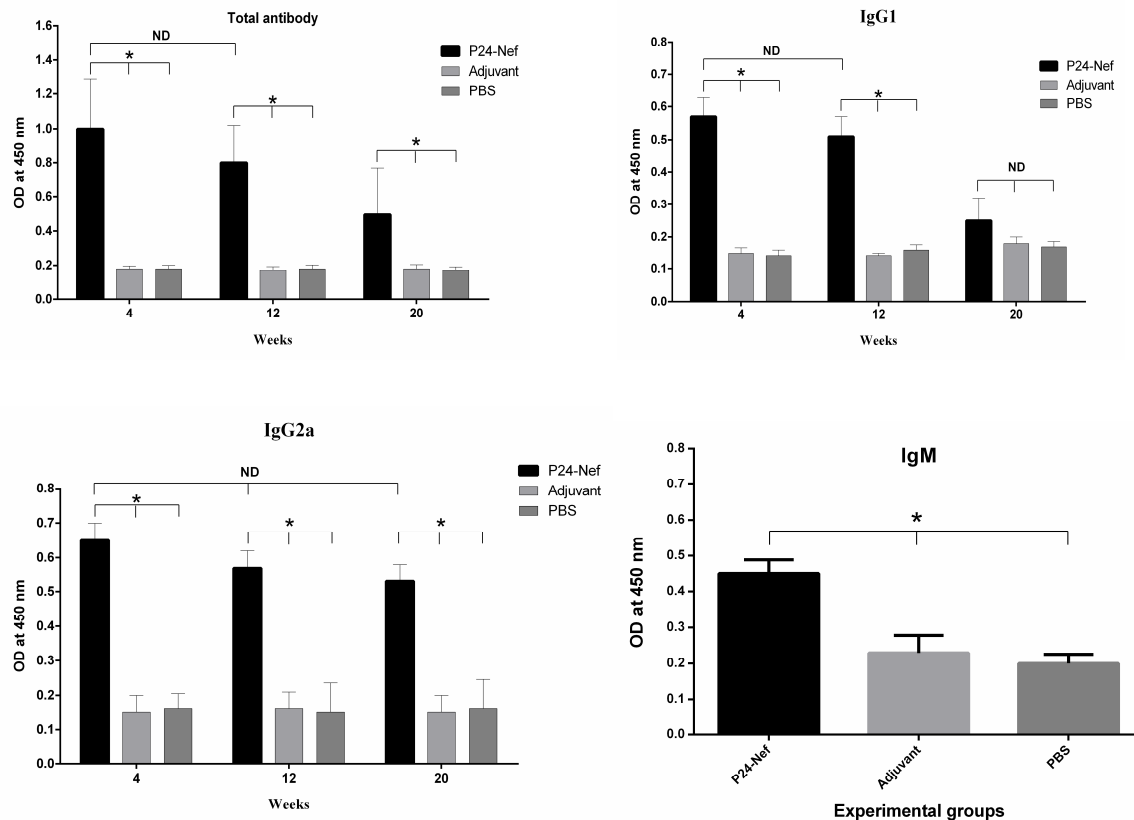 Total antibody
ND
*
*
*
P24-Nef
Adjuvant
PBS
OD at 450 nm
1.6
1.4
1.2
1.0
0.8
0.6
0.4
0.2
0.0
4
12
20
Weeks
IgG1
ND
*
*
ND
P24-Nef
Adjuvant
PBS
OD at 450 nm
0.8
0.7
0.6
0.5
0.4
0.3
0.2
0.1
0.0
4
12
20
Weeks
IgG2a
ND
*
*
*
P24-Nef
Adjuvant
PBS
OD at 450 nm
0.8
0.7
0.6
0.5
0.4
0.3
0.2
0.1
0.0
4
12
20
Weeks
IgM
*
OD at 450 nm
0.8
0.7
0.6
0.5
0.4
0.3
0.2
0.1
0.0
P24-Nef
Adjuvant
PBS
Experimental groups